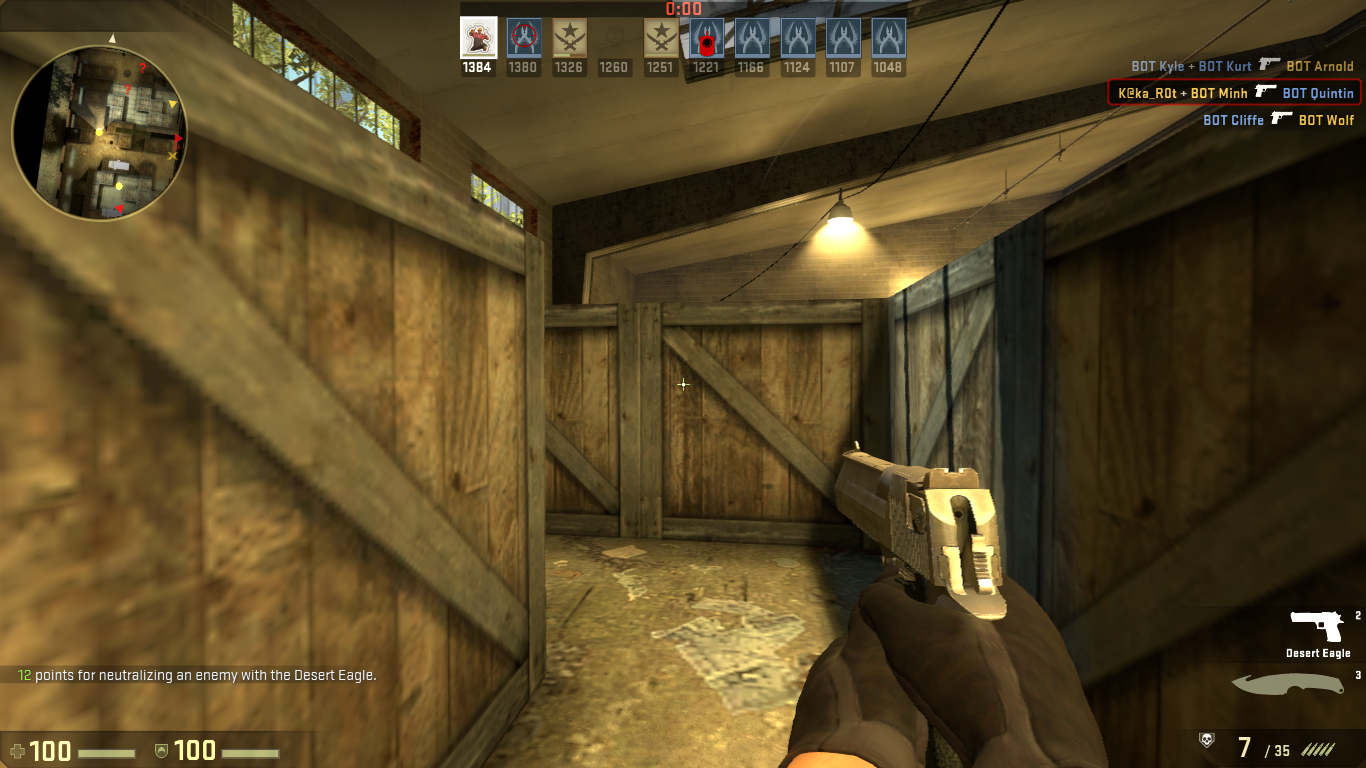 0:00
1384 1380 1326 1260 1251 1221 1166 1124 1107 1048
?
?
BOT Kyle + BOT Kurt BOT Arnold
K@ka_R0t + BOT Minh BOT Quintin
BOT Cliffe BOT Wolf
2
Desert Eagle
3
12 points for neutralizing an enemy with the Desert Eagle.
100 100
7 / 35